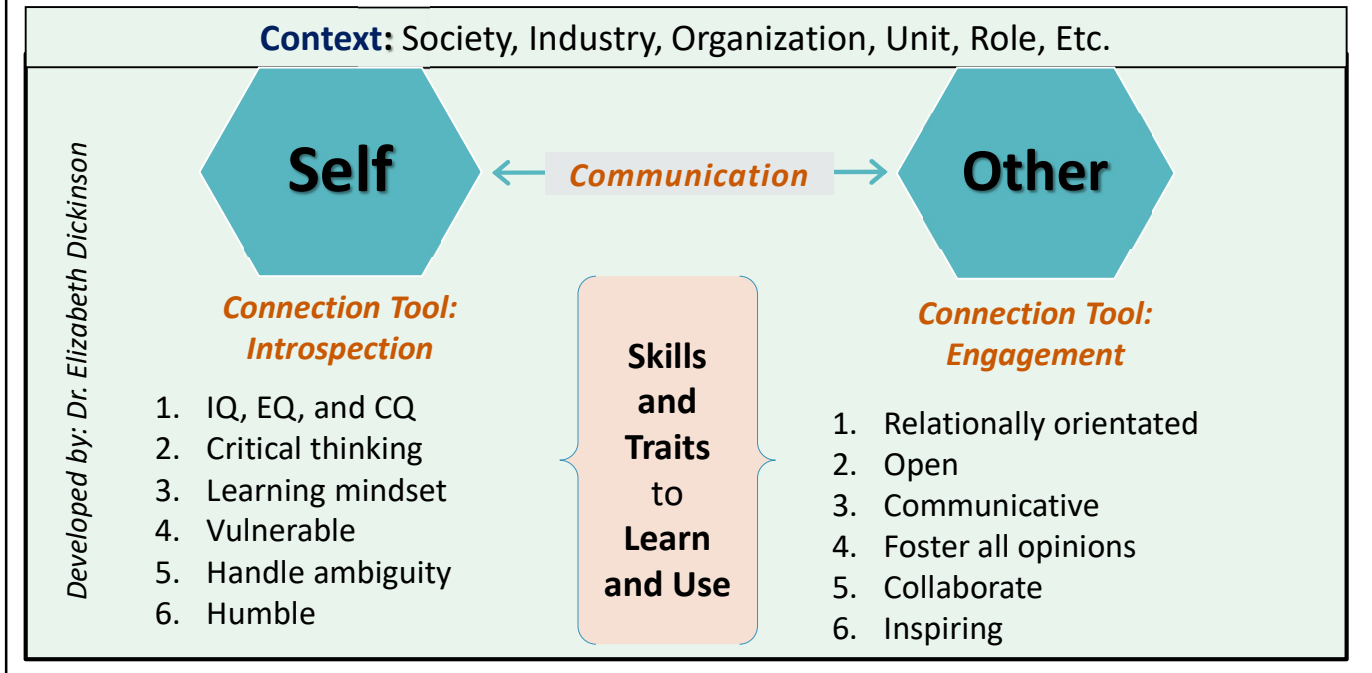 Context: Society, Industry, Organization, Unit, Role, Etc.
Developed by: Dr. Elizabeth Dickinson
Self
Communication
Other
Connection Tool:
Introspection
1. IQ, EQ, and CQ
2. Critical thinking
3. Learning mindset
4. Vulnerable
5. Handle ambiguity
6. Humble
Skills
and
Traits
to
Learn
and Use
Connection Tool:
Engagement
1. Relationally orientated
2. Open
3. Communicative
4. Foster all opinions
5. Collaborate
6. Inspiring